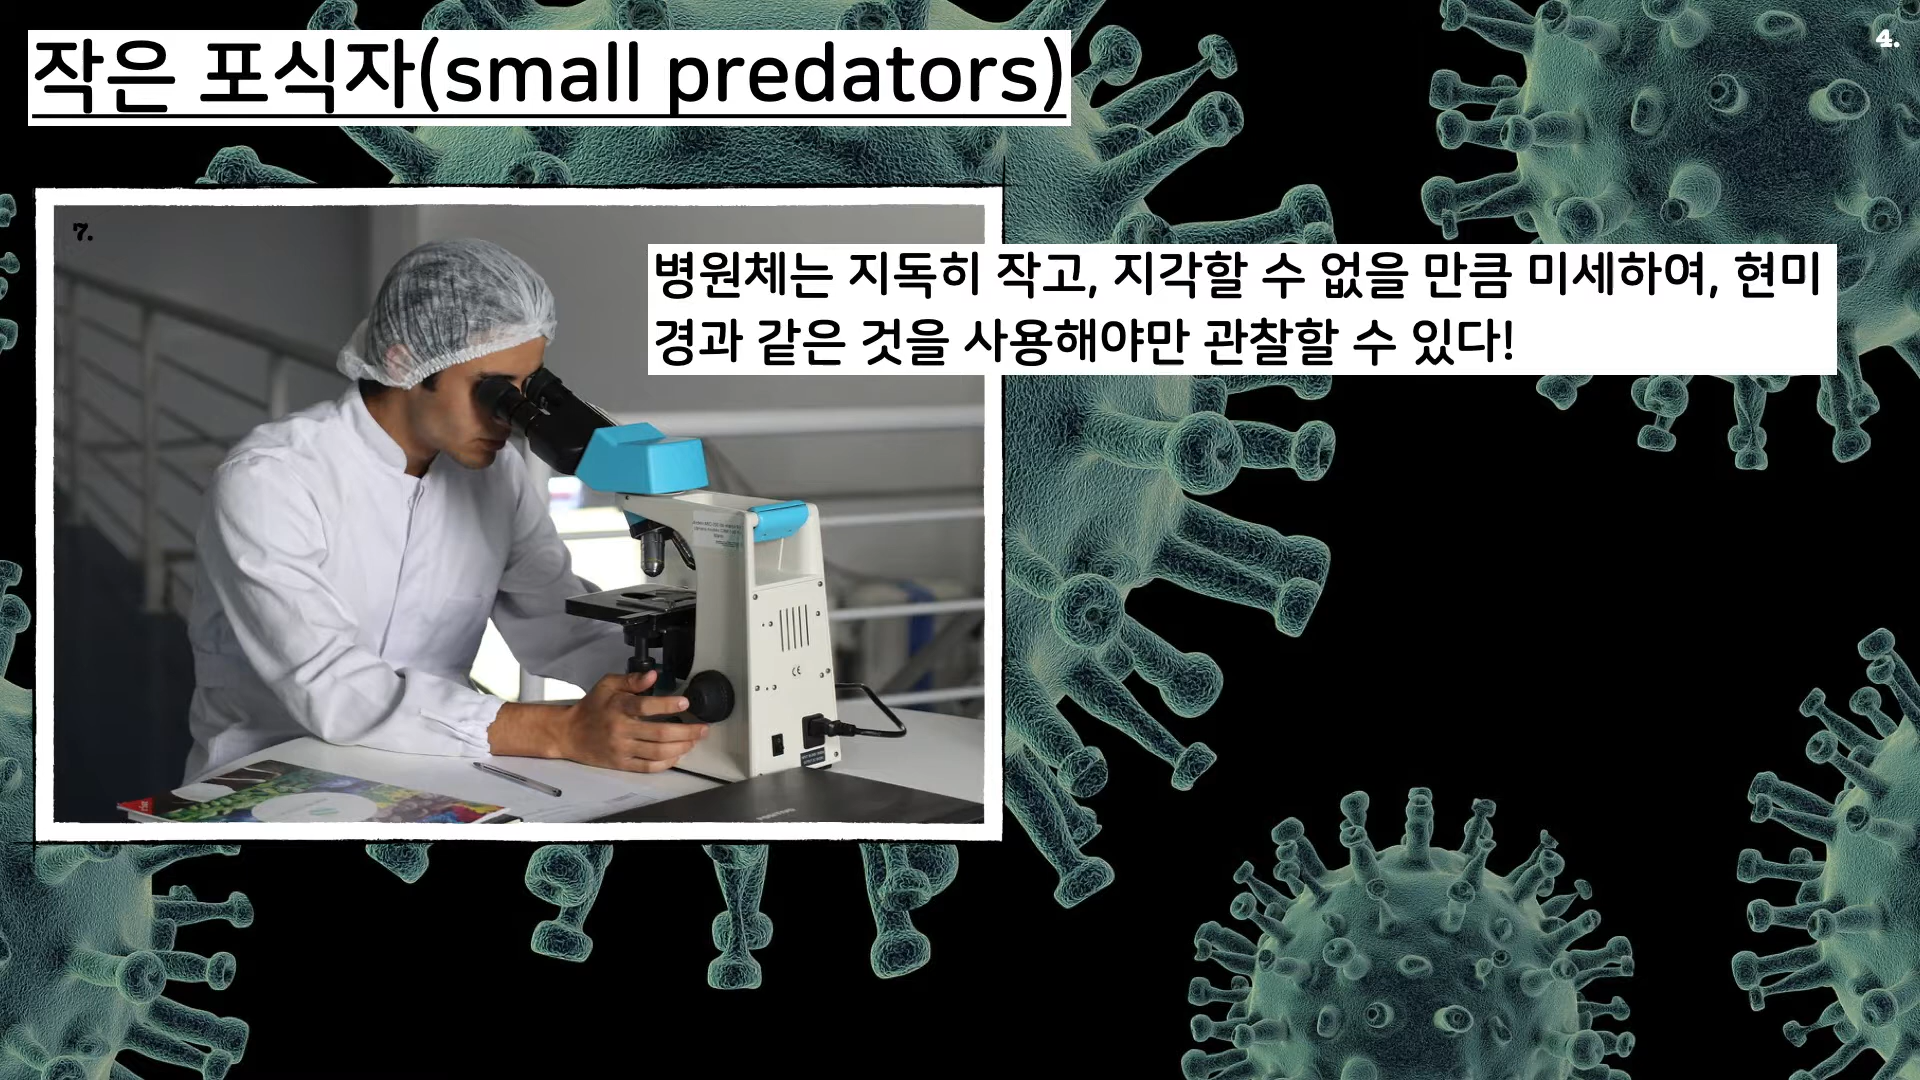 작은 포식자(small predators)
4.
7.
병원체는 지독히 작고, 지각할 수 없을 만큼 미세하여, 현미
경과 같은 것을 사용해야만 관찰할 수 있다!
CE